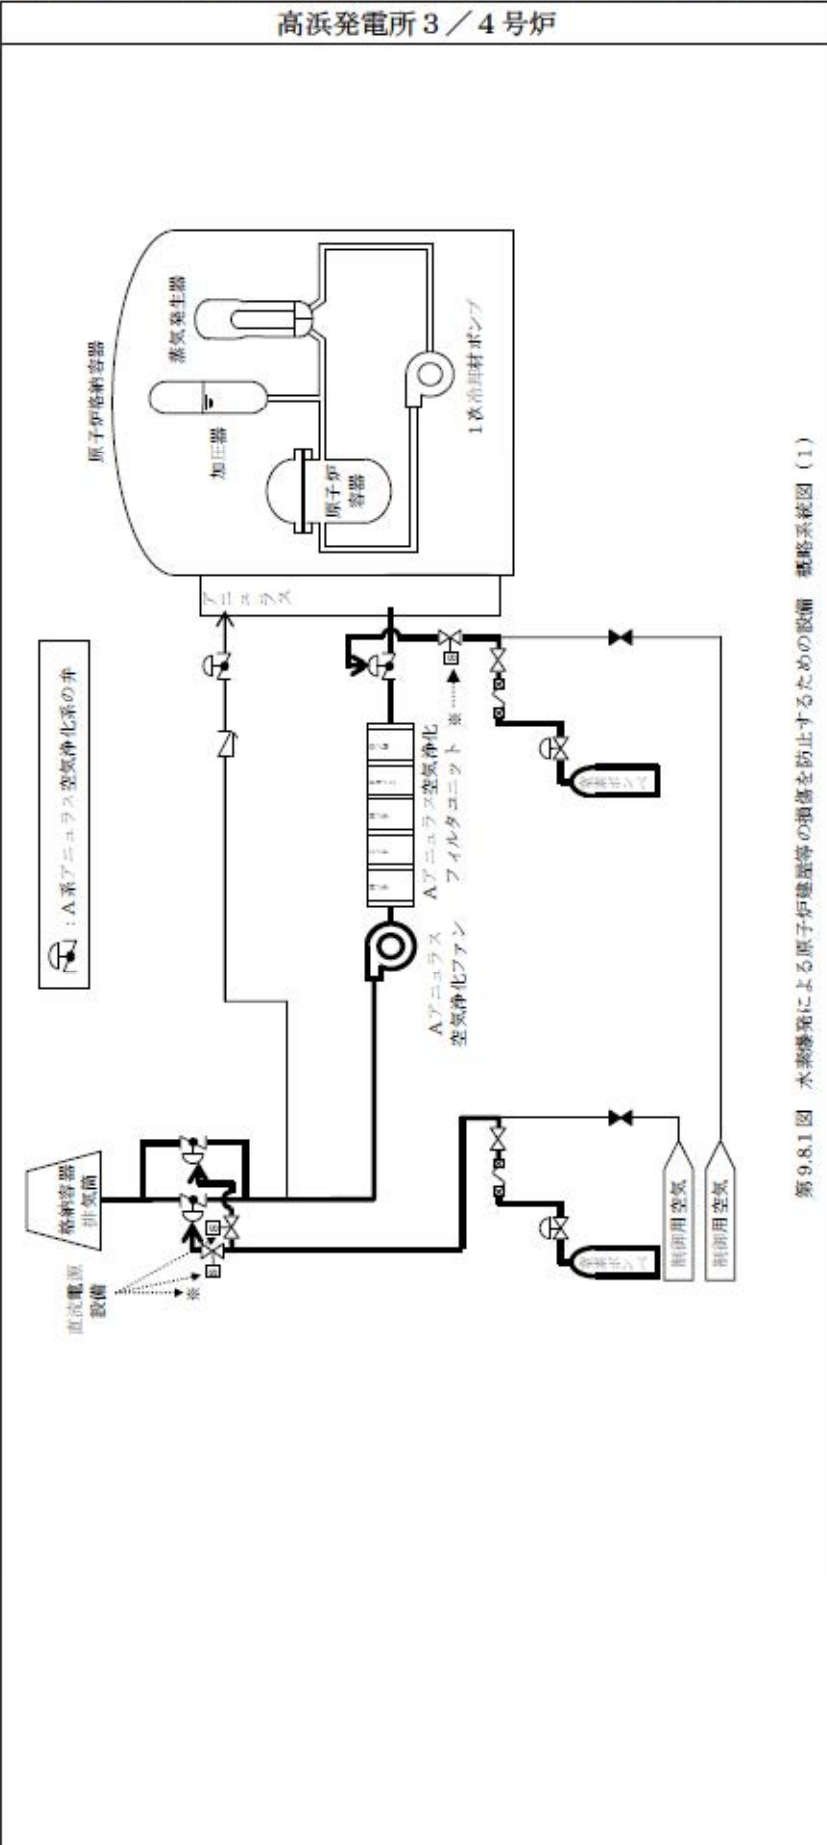 高浜発電所3／4号炉
原子炉格納容器
蒸気発生器
加圧器
原子炉
容器
1次冷却材ポンプ
アニュラス
：A系アニュラス空気浄化系の弁
Aアニュラス空気浄化
フィルタユニット
※
Aアニュラス
空気浄化ファン
S
窒素ボンベ
格納容器
排気筒
直流電源
設備
※
S
S
窒素ボンベ
制御用空気
制御用空気
第9.8.1図　水素爆発による原子炉建屋等の損傷を防止するための設備　概略系統図（1）